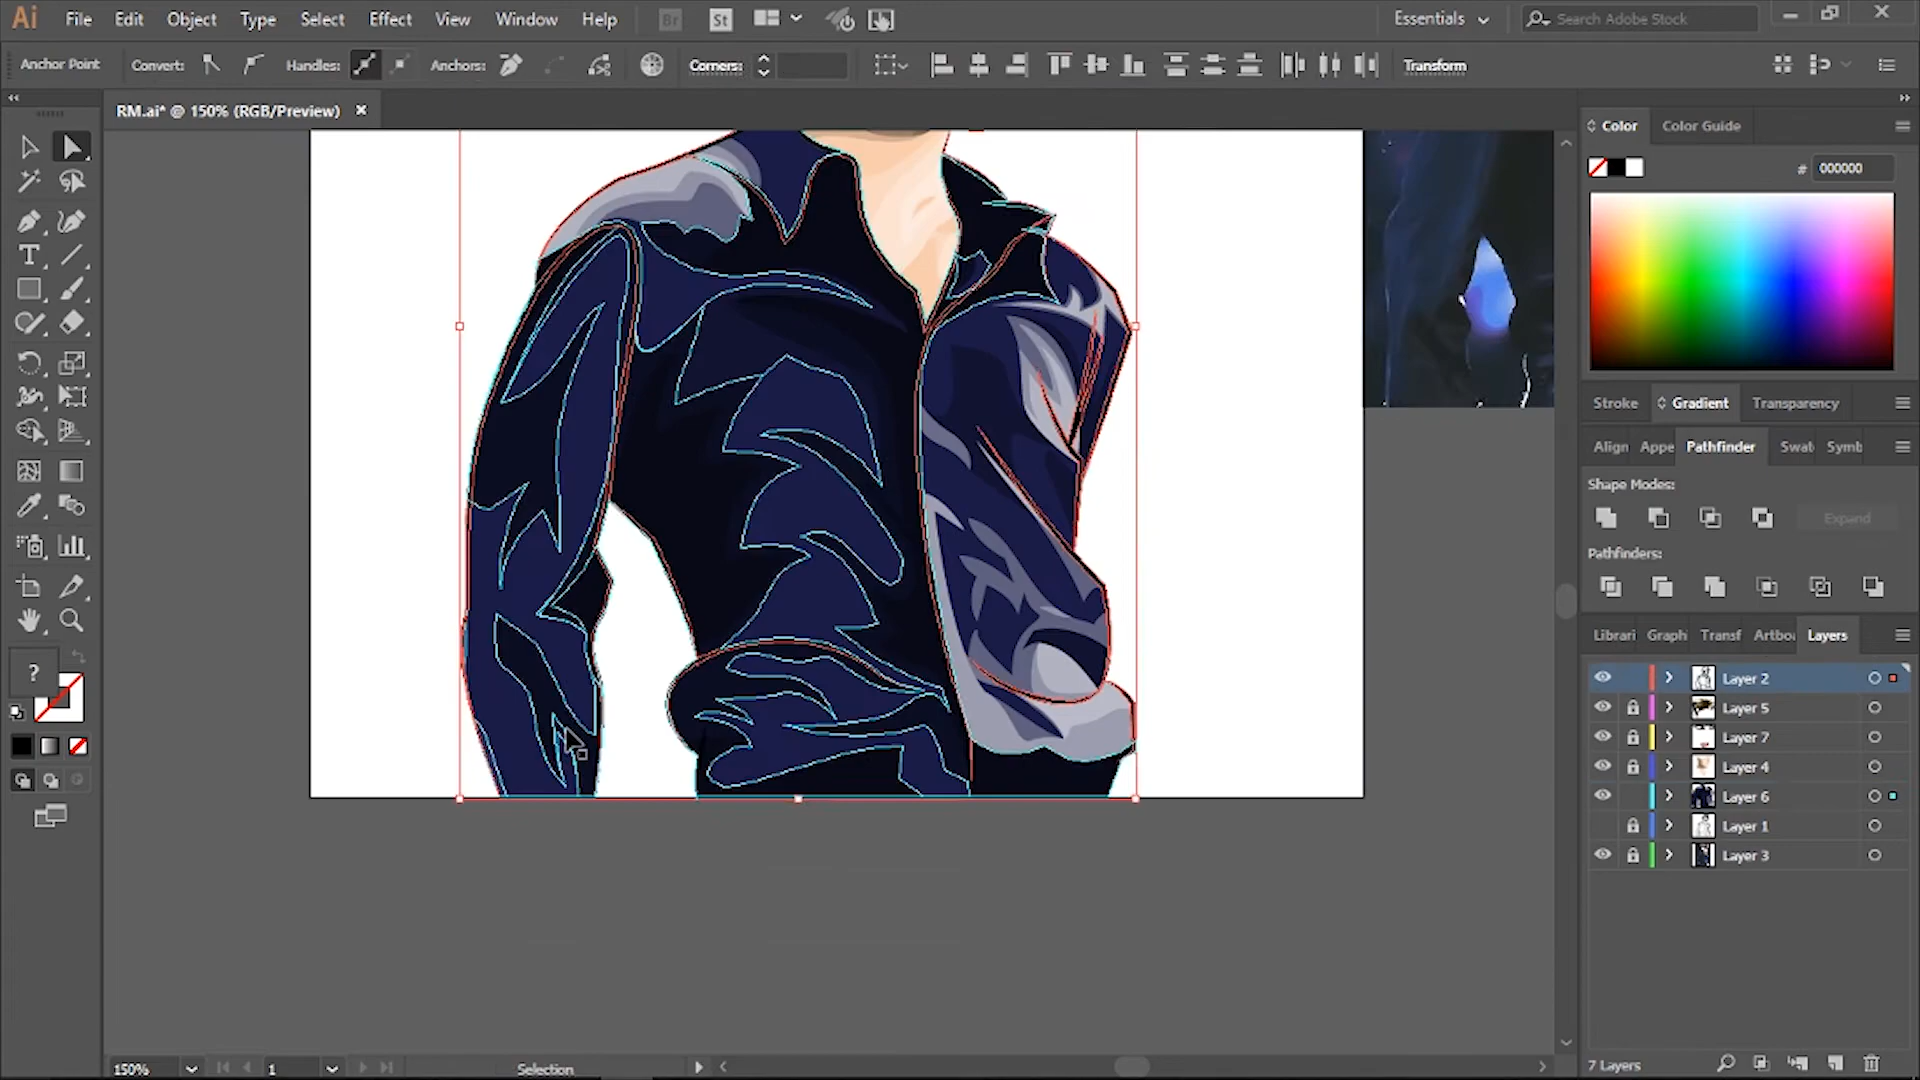 Ai File Edit Object Type Select Effect View Window Help Br St Essentials Search Adobe Stock
Anchor Point Convert: Handles: Anchors: Corners: Transform
RM.ai* @ 150% (RGB/Preview)
Color Color Guide
# 000000
Stroke Gradient Transparency
Align Appe Pathfinder Swat Symb
Shape Modes:
Expand
Pathfinders:
Librari Graph Transf Artbo Layers
Layer 2
Layer 5
Layer 7
Layer 4
Layer 6
Layer 1
Layer 3
7 Layers
150% 1 Selection